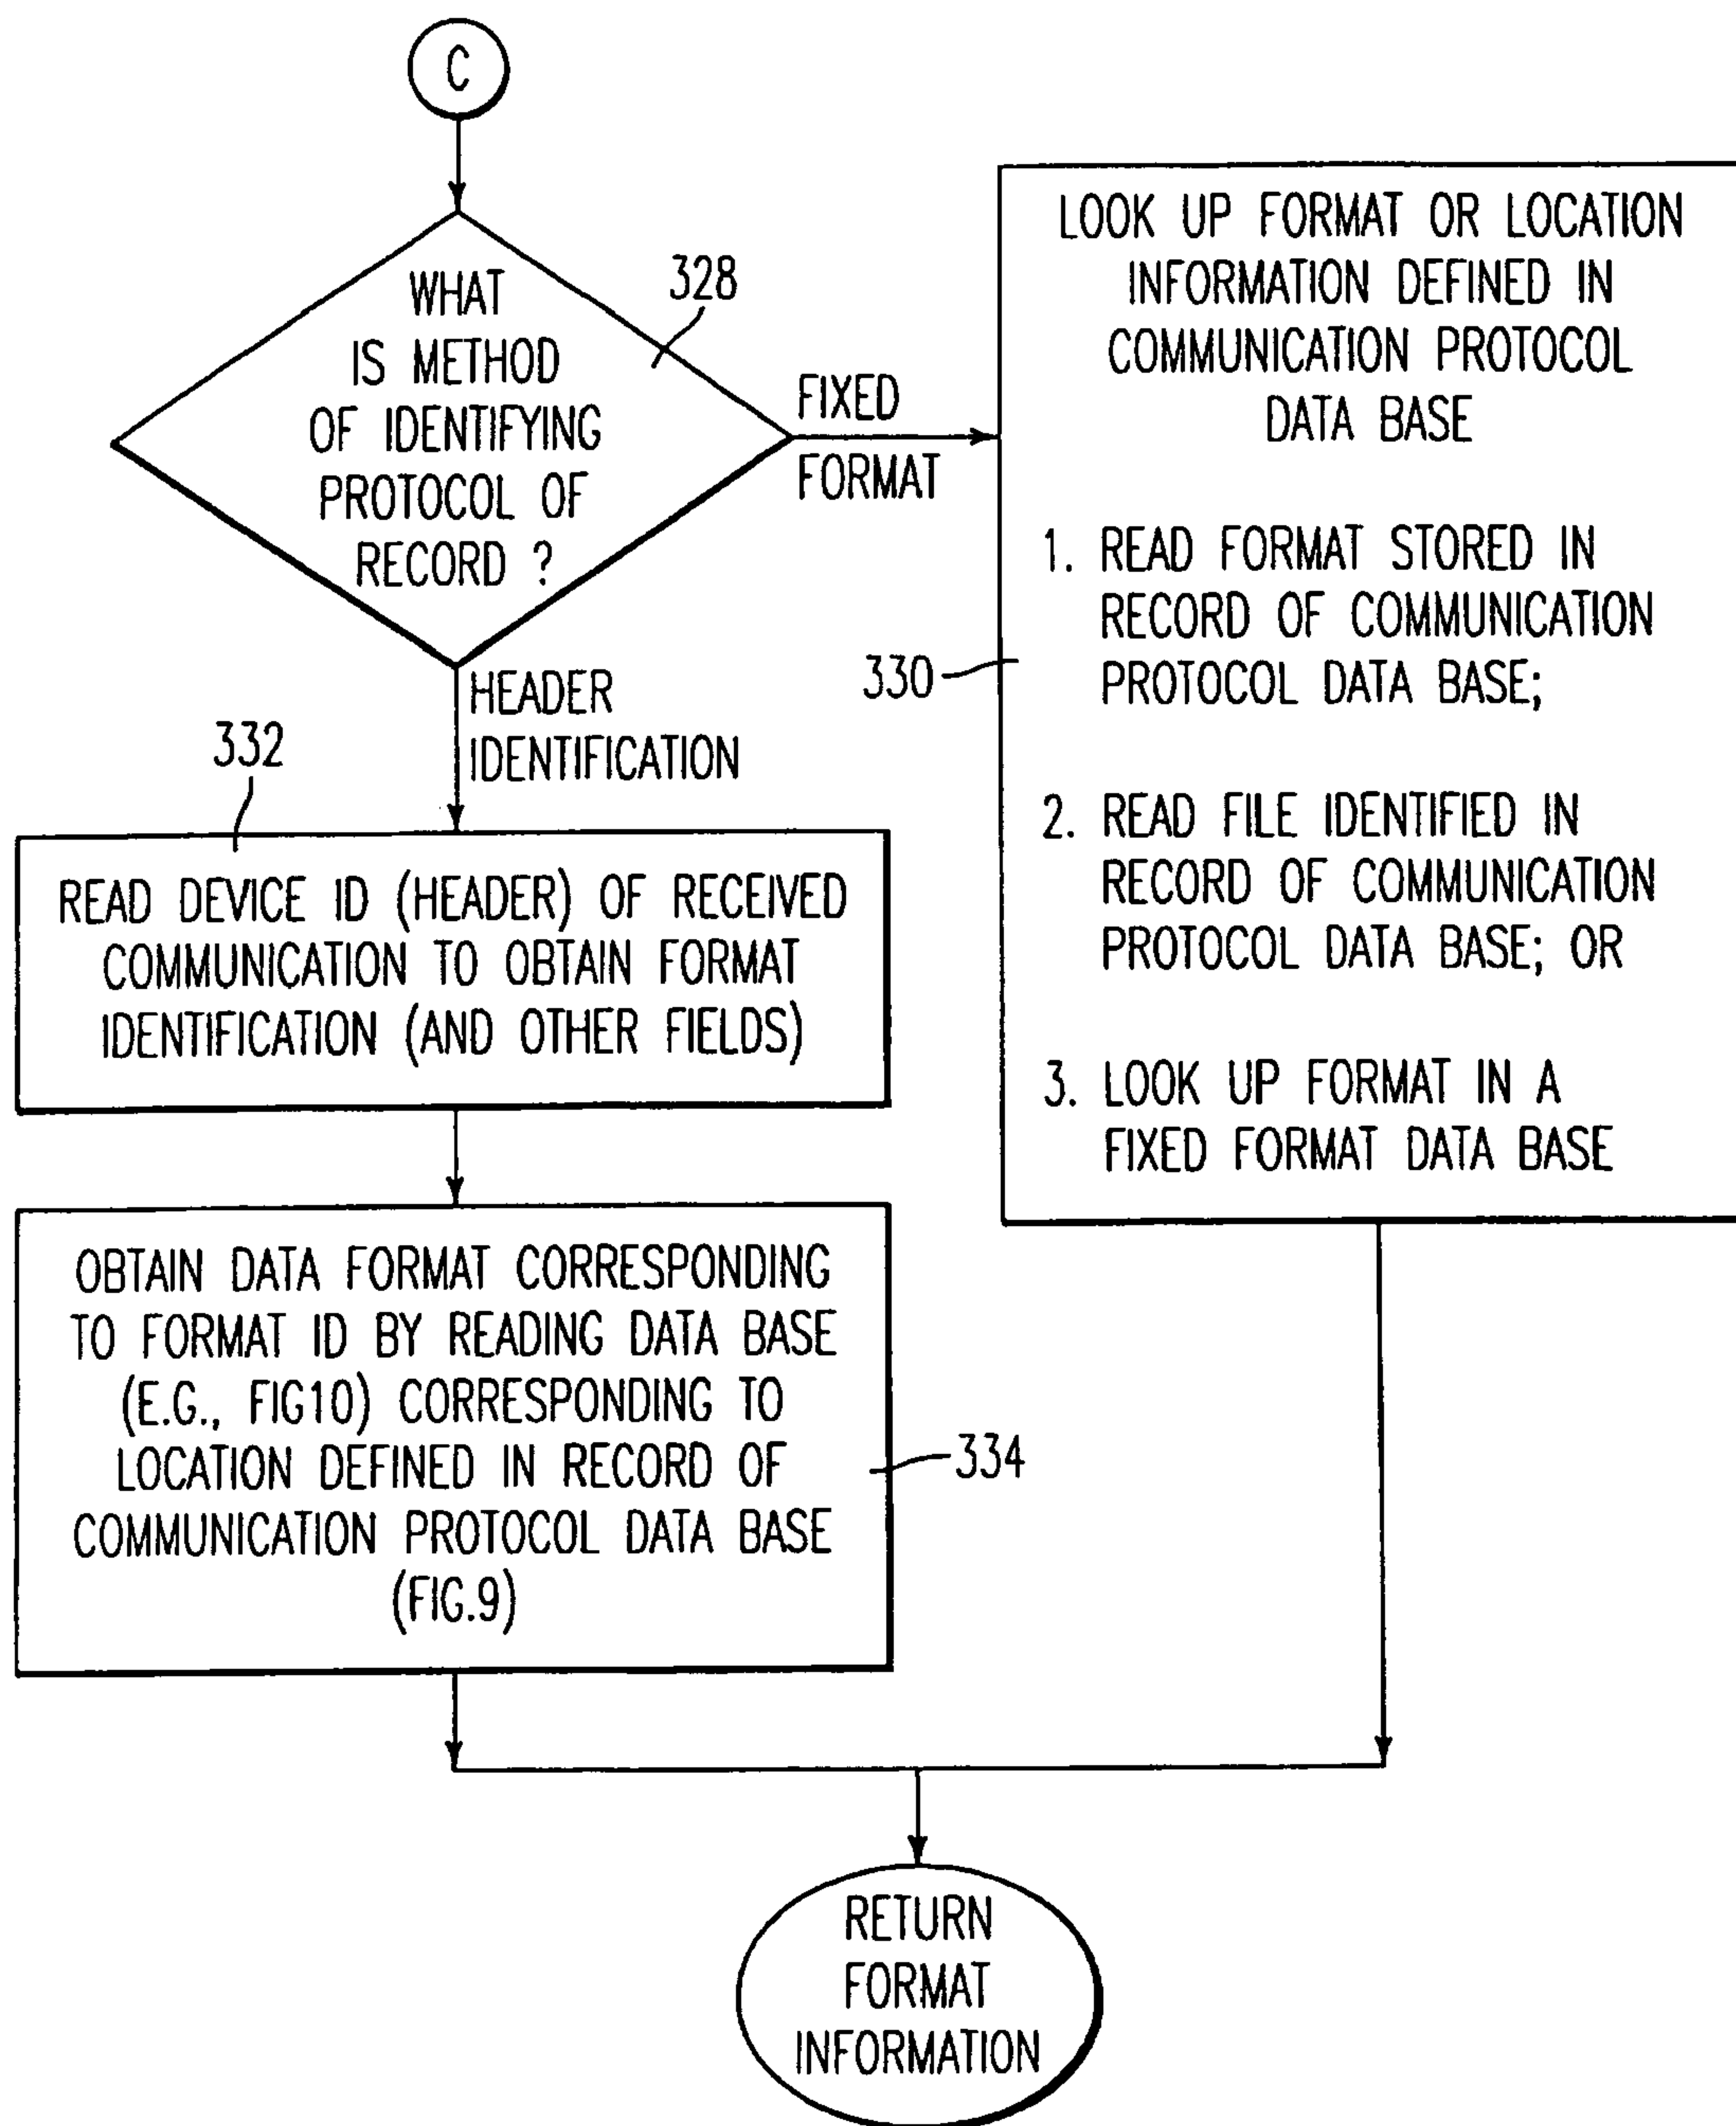 C
WHAT
IS METHOD
OF IDENTIFYING
PROTOCOL OF
RECORD ?
328
FIXED
FORMAT
LOOK UP FORMAT OR LOCATION
INFORMATION DEFINED IN
COMMUNICATION PROTOCOL
DATA BASE
1. READ FORMAT STORED IN
RECORD OF COMMUNICATION
PROTOCOL DATA BASE;
2. READ FILE IDENTIFIED IN
RECORD OF COMMUNICATION
PROTOCOL DATA BASE; OR
3. LOOK UP FORMAT IN A
FIXED FORMAT DATA BASE
330
HEADER
IDENTIFICATION
332
READ DEVICE ID (HEADER) OF RECEIVED
COMMUNICATION TO OBTAIN FORMAT
IDENTIFICATION (AND OTHER FIELDS)
OBTAIN DATA FORMAT CORRESPONDING
TO FORMAT ID BY READING DATA BASE
(E.G., FIG10) CORRESPONDING TO
LOCATION DEFINED IN RECORD OF
COMMUNICATION PROTOCOL DATA BASE
(FIG.9)
334
RETURN
FORMAT
INFORMATION